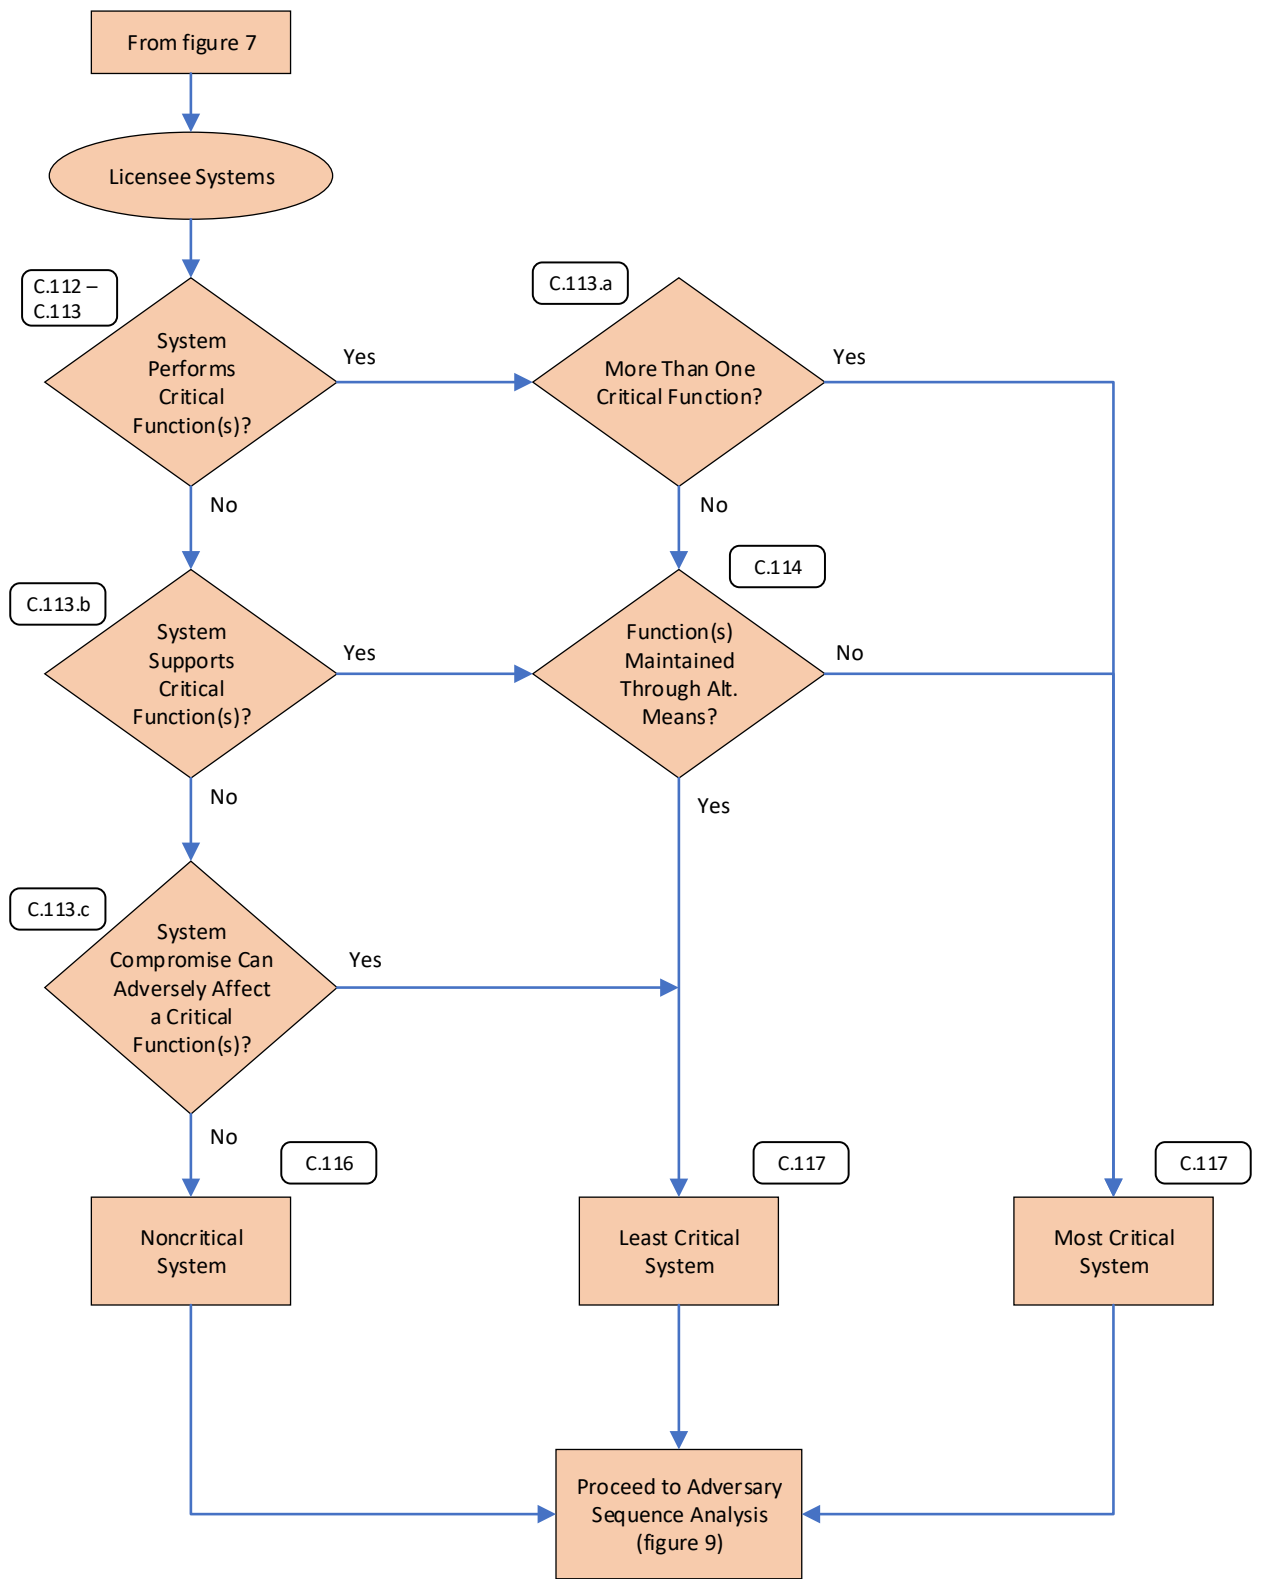 From figure 7
Licensee Systems
C.112 –
C.113
System
Performs
Critical
Function(s)?
Yes
C.113.a
More Than One
Critical Function?
Yes
No
No
C.113.b
System
Supports
Critical
Function(s)?
Yes
C.114
Function(s)
Maintained
Through Alt.
Means?
No
No
Yes
C.113.c
System
Compromise Can
Adversely Affect
a Critical
Function(s)?
Yes
No
C.116
C.117
C.117
Noncritical
System
Least Critical
System
Most Critical
System
Proceed to Adversary
Sequence Analysis
(figure 9)